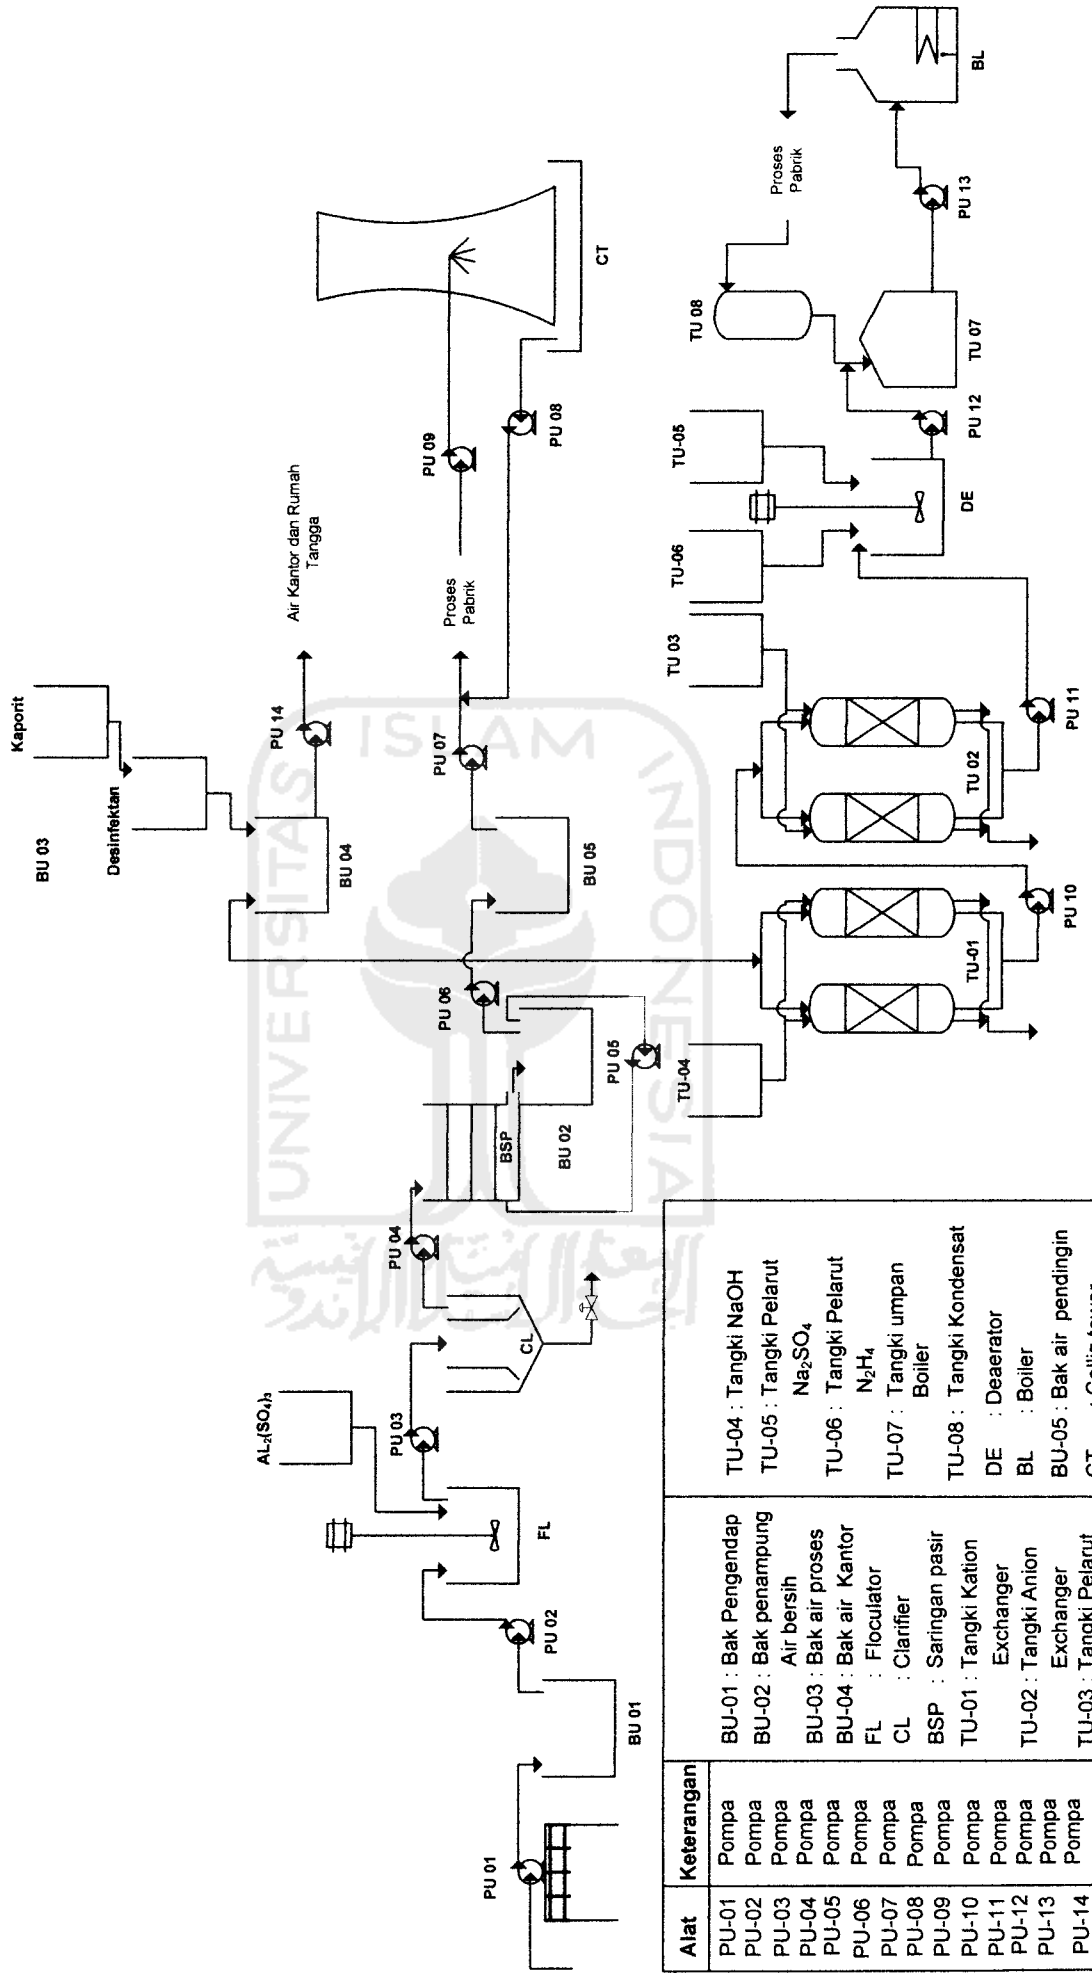 Kaporit
BU 03
Desinfektan
BU 04
PU 14
Air Kantor dan Rumah
Tangga
AL₂(SO₄)₃
PU 01
BU 01
PU 02
FL
PU 03
CL
PU 04
BSP
BU 02
PU 05
PU 06
BU 05
PU 07
Proses
Pabrik
PU 09
PU 08
CT
TU-04
TU-01
PU 10
TU 02
PU 11
TU 03
TU-06
TU-05
DE
PU 12
TU 08
TU 07
PU 13
Proses
Pabrik
BL
UNIVERSITAS
ISLAM
INDONESIA
Alat Keterangan
PU-01 Pompa
PU-02 Pompa
PU-03 Pompa
PU-04 Pompa
PU-05 Pompa
PU-06 Pompa
PU-07 Pompa
PU-08 Pompa
PU-09 Pompa
PU-10 Pompa
PU-11 Pompa
PU-12 Pompa
PU-13 Pompa
PU-14 Pompa
BU-01 : Bak Pengendap
BU-02 : Bak penampung
Air bersih
BU-03 : Bak air proses
BU-04 : Bak air Kantor
FL : Floculator
CL : Clarifier
BSP : Saringan pasir
TU-01 : Tangki Kation
Exchanger
TU-02 : Tangki Anion
Exchanger
TU-03 : Tangki Pelarut
TU-04 : Tangki NaOH
TU-05 : Tangki Pelarut
Na₂SO₄
TU-06 : Tangki Pelarut
N₂H₄
TU-07 : Tangki umpan
Boiler
TU-08 : Tangki Kondensat
DE : Deaerator
BL : Boiler
BU-05 : Bak air pendingin
CT